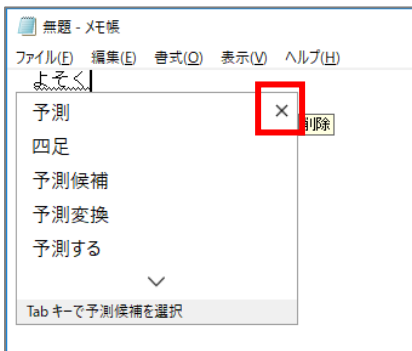 無題 - メモ帳
ファイル(F) 編集(E) 書式(O) 表示(V) ヘルプ(H)
よそく
予測
削除
四足
予測候補
予測変換
予測する
Tab キーで予測候補を選択